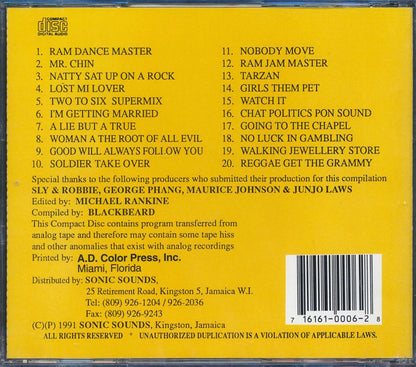 COMPACT
disc
DIGITAL AUDIO
1. RAM DANCE MASTER
2. MR. CHIN
3. NATTY SAT UP ON A ROCK
4. LOST MI LOVER
5. TWO TO SIX SUPERMIX
6. I'M GETTING MARRIED
7. A LIE BUT A TRUE
8. WOMAN A THE ROOT OF ALL EVIL
9. GOOD WILL ALWAYS FOLLOW YOU
10. SOLDIER TAKE OVER
11. NOBODY MOVE
12. RAM JAM MASTER
13. TARZAN
14. GIRLS THEM PET
15. WATCH IT
16. CHAT POLITICS PON SOUND
17. GOING TO THE CHAPEL
18. NO LUCK IN GAMBLING
19. WALKING JEWELLERY STORE
20. REGGAE GET THE GRAMMY
Special thanks to the following producers who submitted their production for this compilation
SLY & ROBBIE, GEORGE PHANG, MAURICE JOHNSON & JUNJO LAWS
Edited by: MICHAEL RANKINE
Compiled by: BLACKBEARD
This Compact Disc contains program transferred from
analog tape and therefore may contain some tape hiss
and other anomalies that exist with analog recordings
Printed by: A.D. Color Press, Inc.
Miami, Florida
Distributed by: SONIC SOUNDS,
25 Retirement Road, Kingston 5, Jamaica W.I.
Tel: (809) 926-1204 / 926-2036
Fax: (809) 926-9243
(C)(P) 1991 SONIC SOUNDS, Kingston, Jamaica
ALL RIGHTS RESERVED * UNAUTHORIZED DUPLICATION IS A VIOLATION OF APPLICABLE LAWS.
7 16161-0006-2 8